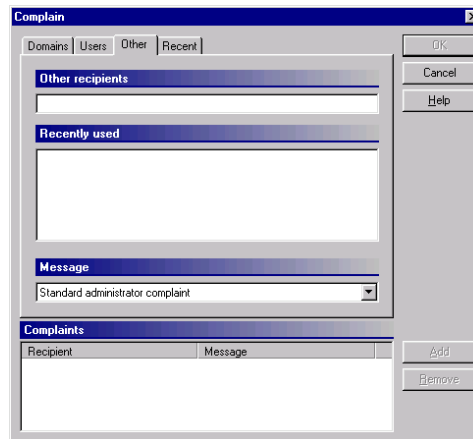 Complain
Domains Users Other Recent
OK
Cancel
Help
Other recipients
Recently used
Message
Standard administrator complaint
Complaints
Recipient Message
Add
Remove